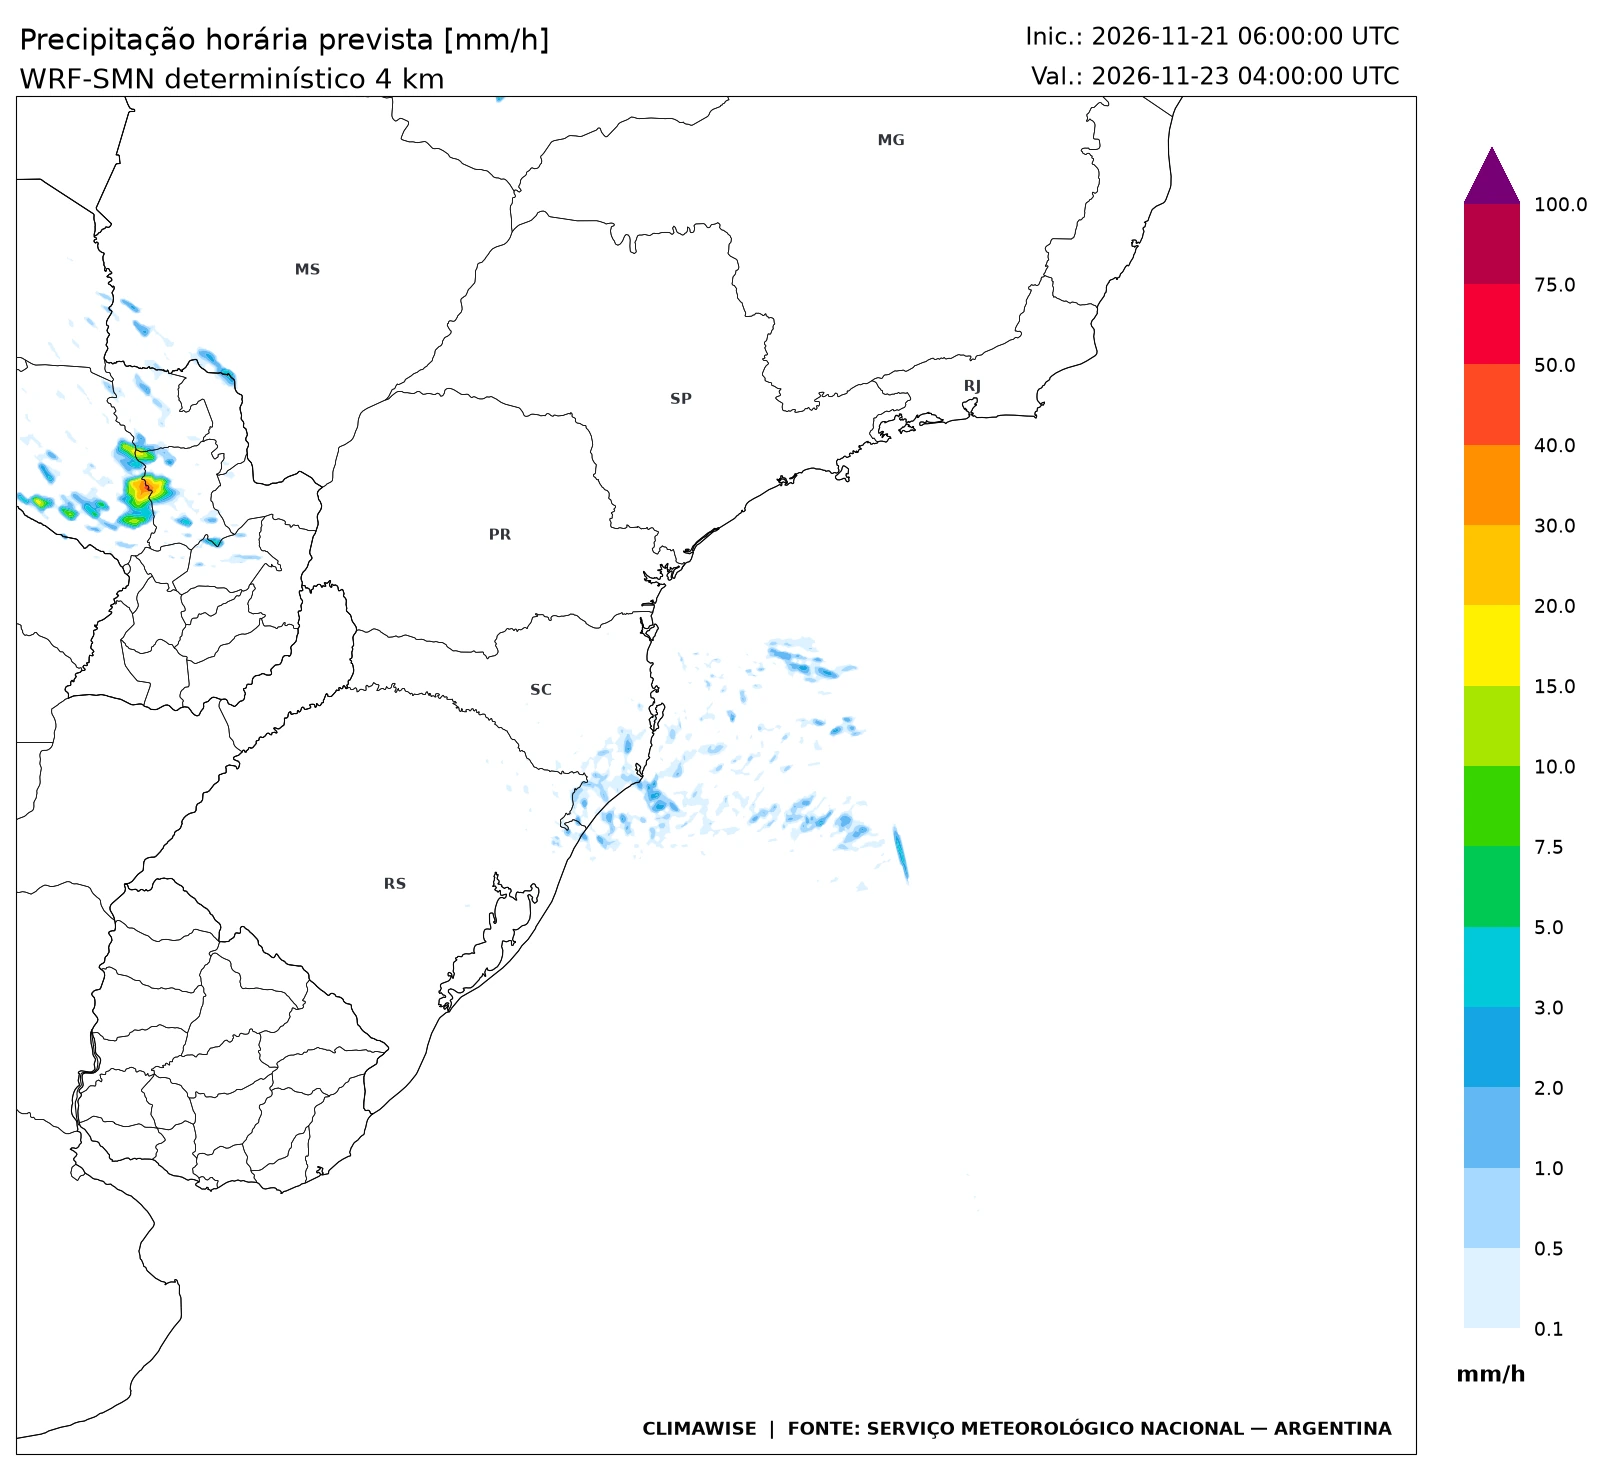 Precipitação horária prevista [mm/h]
WRF-SMN determinístico 4 km
Inic.: 2026-11-21 06:00:00 UTC
Val.: 2026-11-23 04:00:00 UTC
MG
MS
SP
RJ
PR
SC
RS
100.0
75.0
50.0
40.0
30.0
20.0
15.0
10.0
7.5
5.0
3.0
2.0
1.0
0.5
0.1
mm/h
CLIMAWISE | FONTE: SERVIÇO METEOROLÓGICO NACIONAL — ARGENTINA